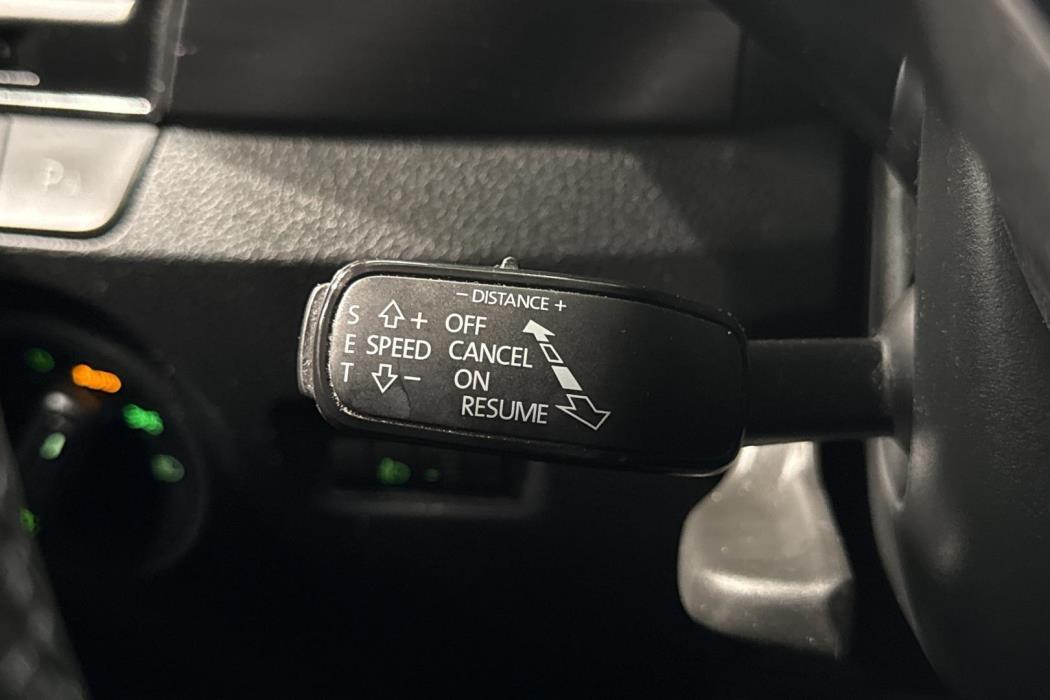 − DISTANCE +
S + OFF
E SPEED CANCEL
T − ON
RESUME